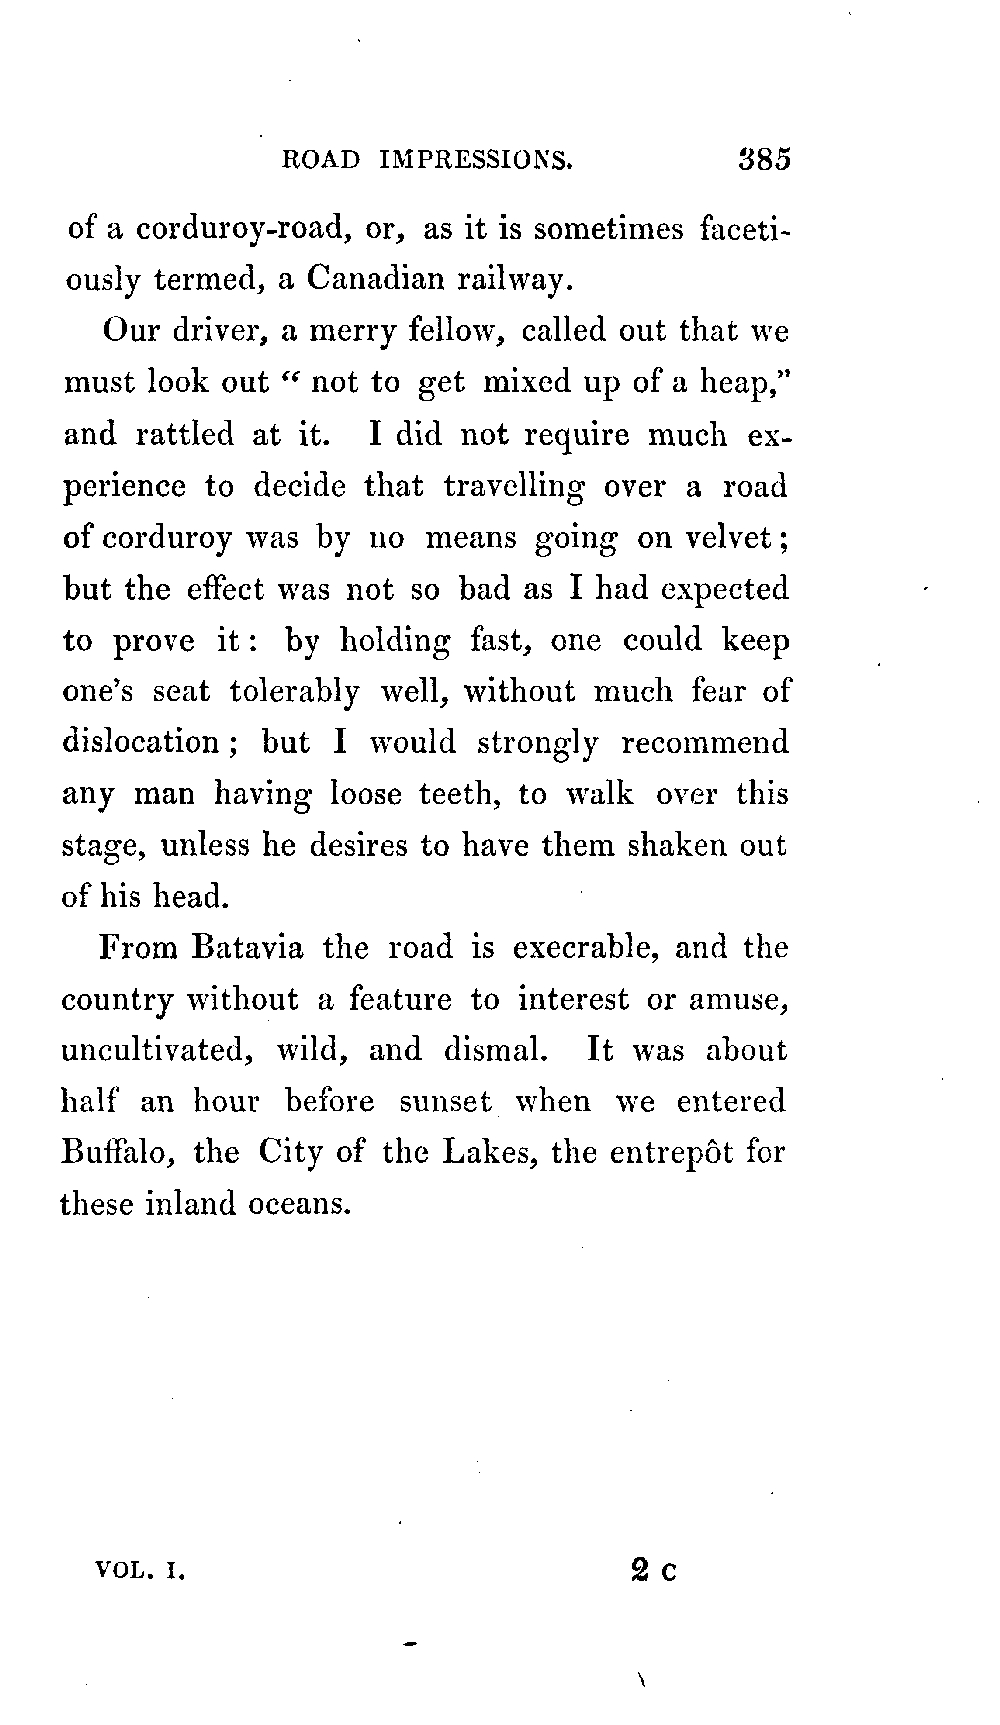 ROAD IMPRESSIONS. 385
of a corduroy-road, or, as it is sometimes faceti-
ously termed, a Canadian railway.
Our driver, a merry fellow, called out that we
must look out “ not to get mixed up of a heap,”
and rattled at it. I did not require much ex-
perience to decide that travelling over a road
of corduroy was by no means going on velvet ;
but the effect was not so bad as I had expected
to prove it : by holding fast, one could keep
one's seat tolerably well, without much fear of
dislocation ; but I would strongly recommend
any man having loose teeth, to walk over this
stage, unless he desires to have them shaken out
of his head.
From Batavia the road is execrable, and the
country without a feature to interest or amuse,
uncultivated, wild, and dismal. It was about
half an hour before sunset when we entered
Buffalo, the City of the Lakes, the entrepôt for
these inland oceans.
VOL. I. 2 C